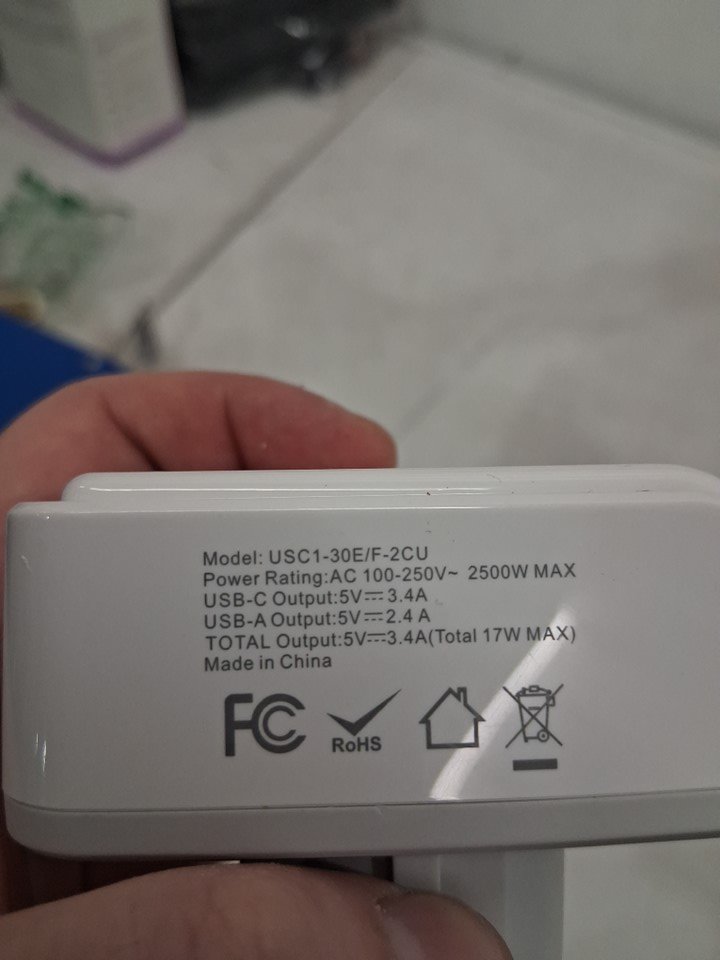 Model: USC1-30E/F-2CU
Power Rating:AC 100-250V~ 2500W MAX
USB-C Output:5V⎓3.4A
USB-A Output:5V⎓2.4 A
TOTAL Output:5V⎓3.4A(Total 17W MAX)
Made in China
FC
RoHS